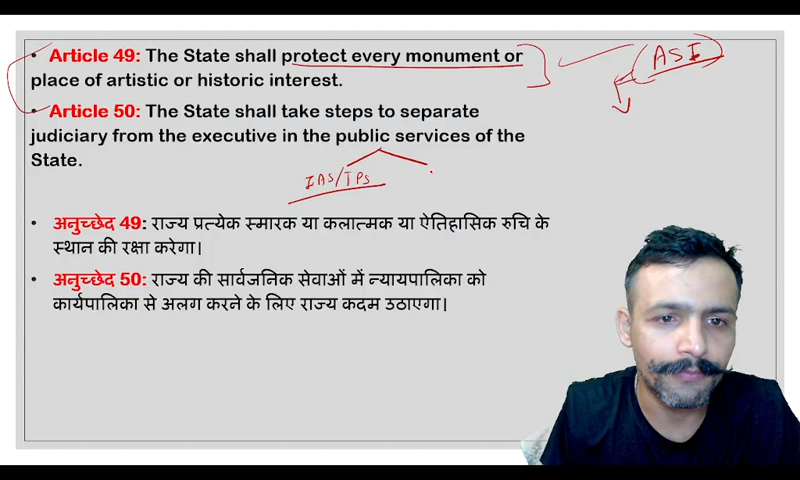 • Article 49: The State shall protect every monument or
place of artistic or historic interest.
(ASI)
• Article 50: The State shall take steps to separate
judiciary from the executive in the public services of the
State.
IAS/IPS
• अनुच्छेद 49: राज्य प्रत्येक स्मारक या कलात्मक या ऐतिहासिक रुचि के
स्थान की रक्षा करेगा।
• अनुच्छेद 50: राज्य की सार्वजनिक सेवाओं में न्यायपालिका को
कार्यपालिका से अलग करने के लिए राज्य कदम उठाएगा।